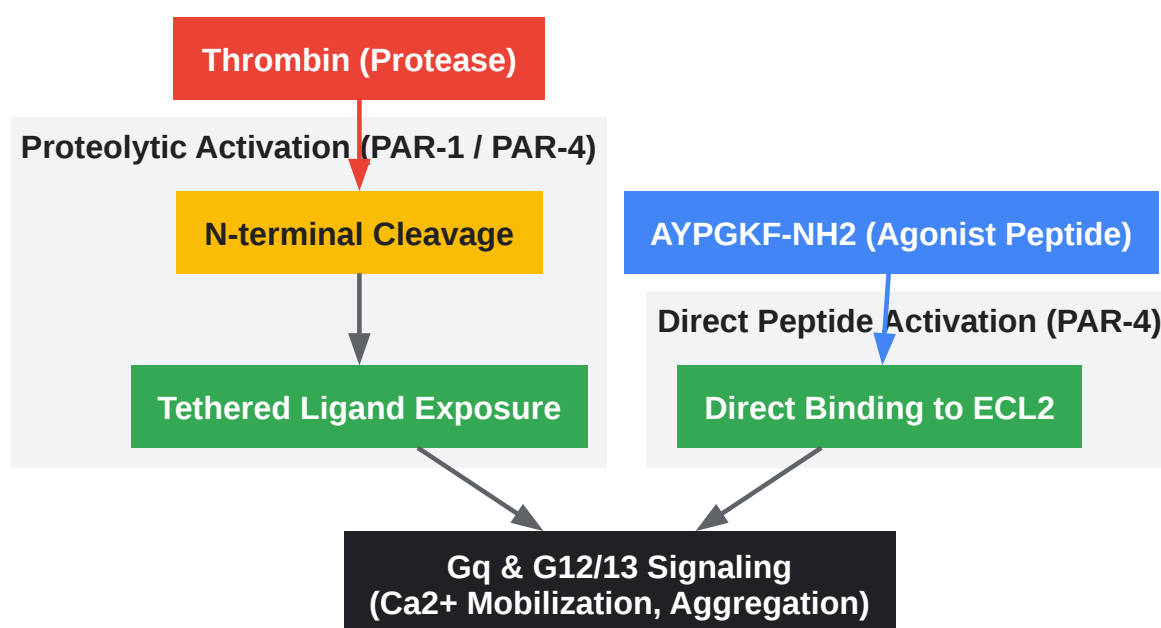 Thrombin (Protease)
Proteolytic Activation (PAR-1 / PAR-4)
N-terminal Cleavage
AYPGKF-NH2 (Agonist Peptide)
Direct Peptide Activation (PAR-4)
Tethered Ligand Exposure
Direct Binding to ECL2
Gq & G12/13 Signaling
(Ca2+ Mobilization, Aggregation)